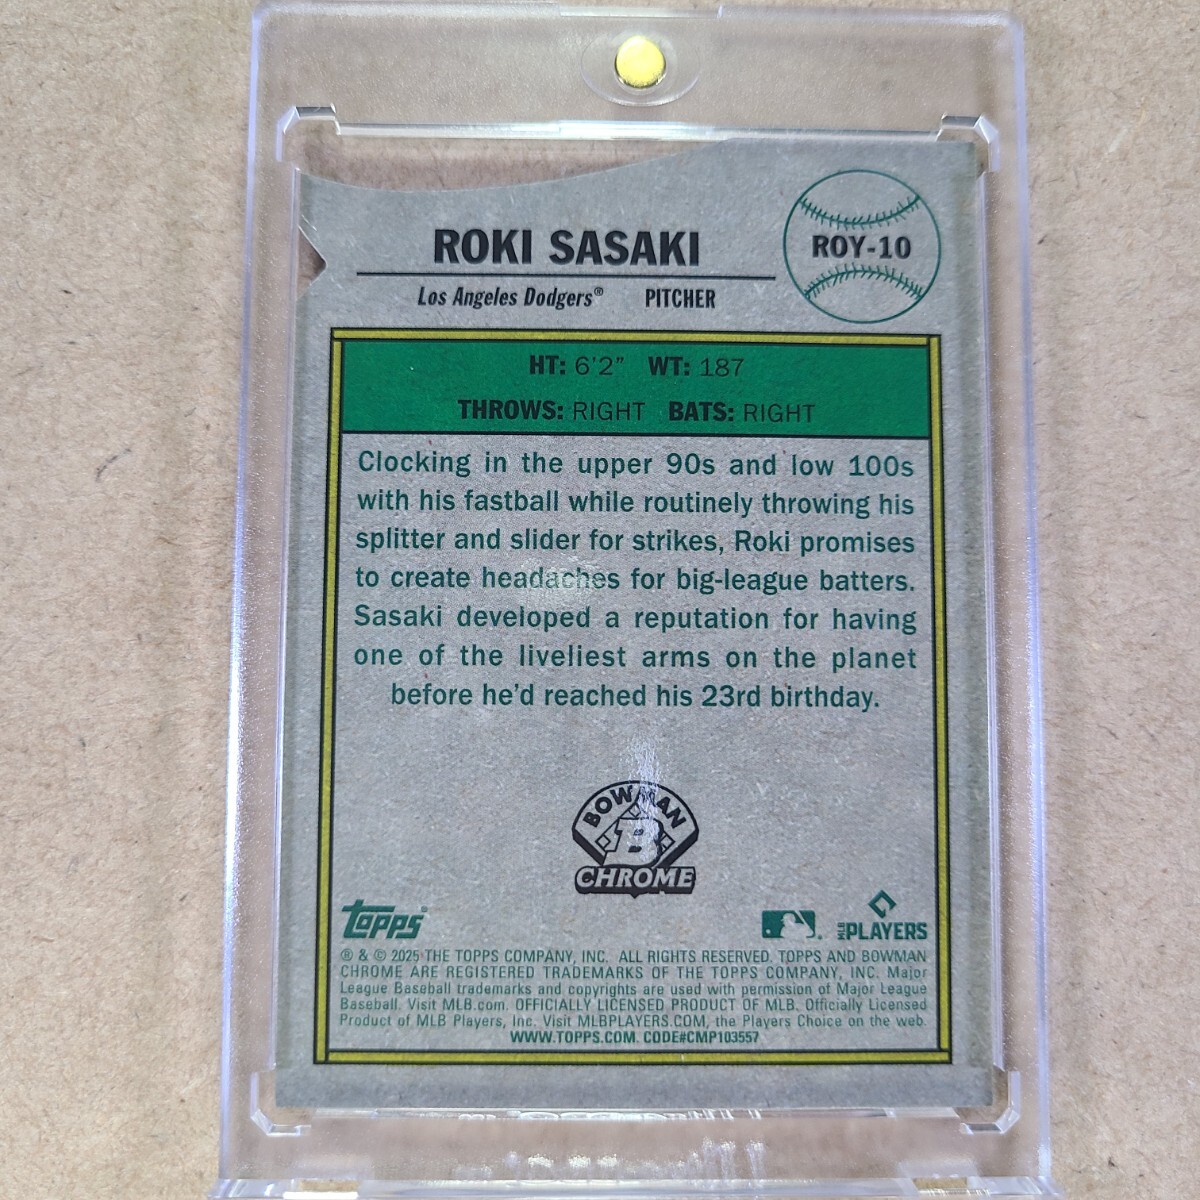 ROKI SASAKI
ROY-10
Los Angeles Dodgers® PITCHER
HT: 6'2" WT: 187
THROWS: RIGHT BATS: RIGHT
Clocking in the upper 90s and low 100s
with his fastball while routinely throwing his
splitter and slider for strikes, Roki promises
to create headaches for big-league batters.
Sasaki developed a reputation for having
one of the liveliest arms on the planet
before he'd reached his 23rd birthday.
BOWMAN
B
CHROME
Topps
MLB PLAYERS
® & © 2025 THE TOPPS COMPANY, INC. ALL RIGHTS RESERVED. TOPPS AND BOWMAN
CHROME ARE REGISTERED TRADEMARKS OF THE TOPPS COMPANY, INC. Major
League Baseball trademarks and copyrights are used with permission of Major League
Baseball. Visit MLB.com. OFFICIALLY LICENSED PRODUCT OF MLB. Officially Licensed
Product of MLB Players, Inc. Visit MLBPLAYERS.COM, the Players Choice on the web.
WWW.TOPPS.COM. CODE#CMP103557